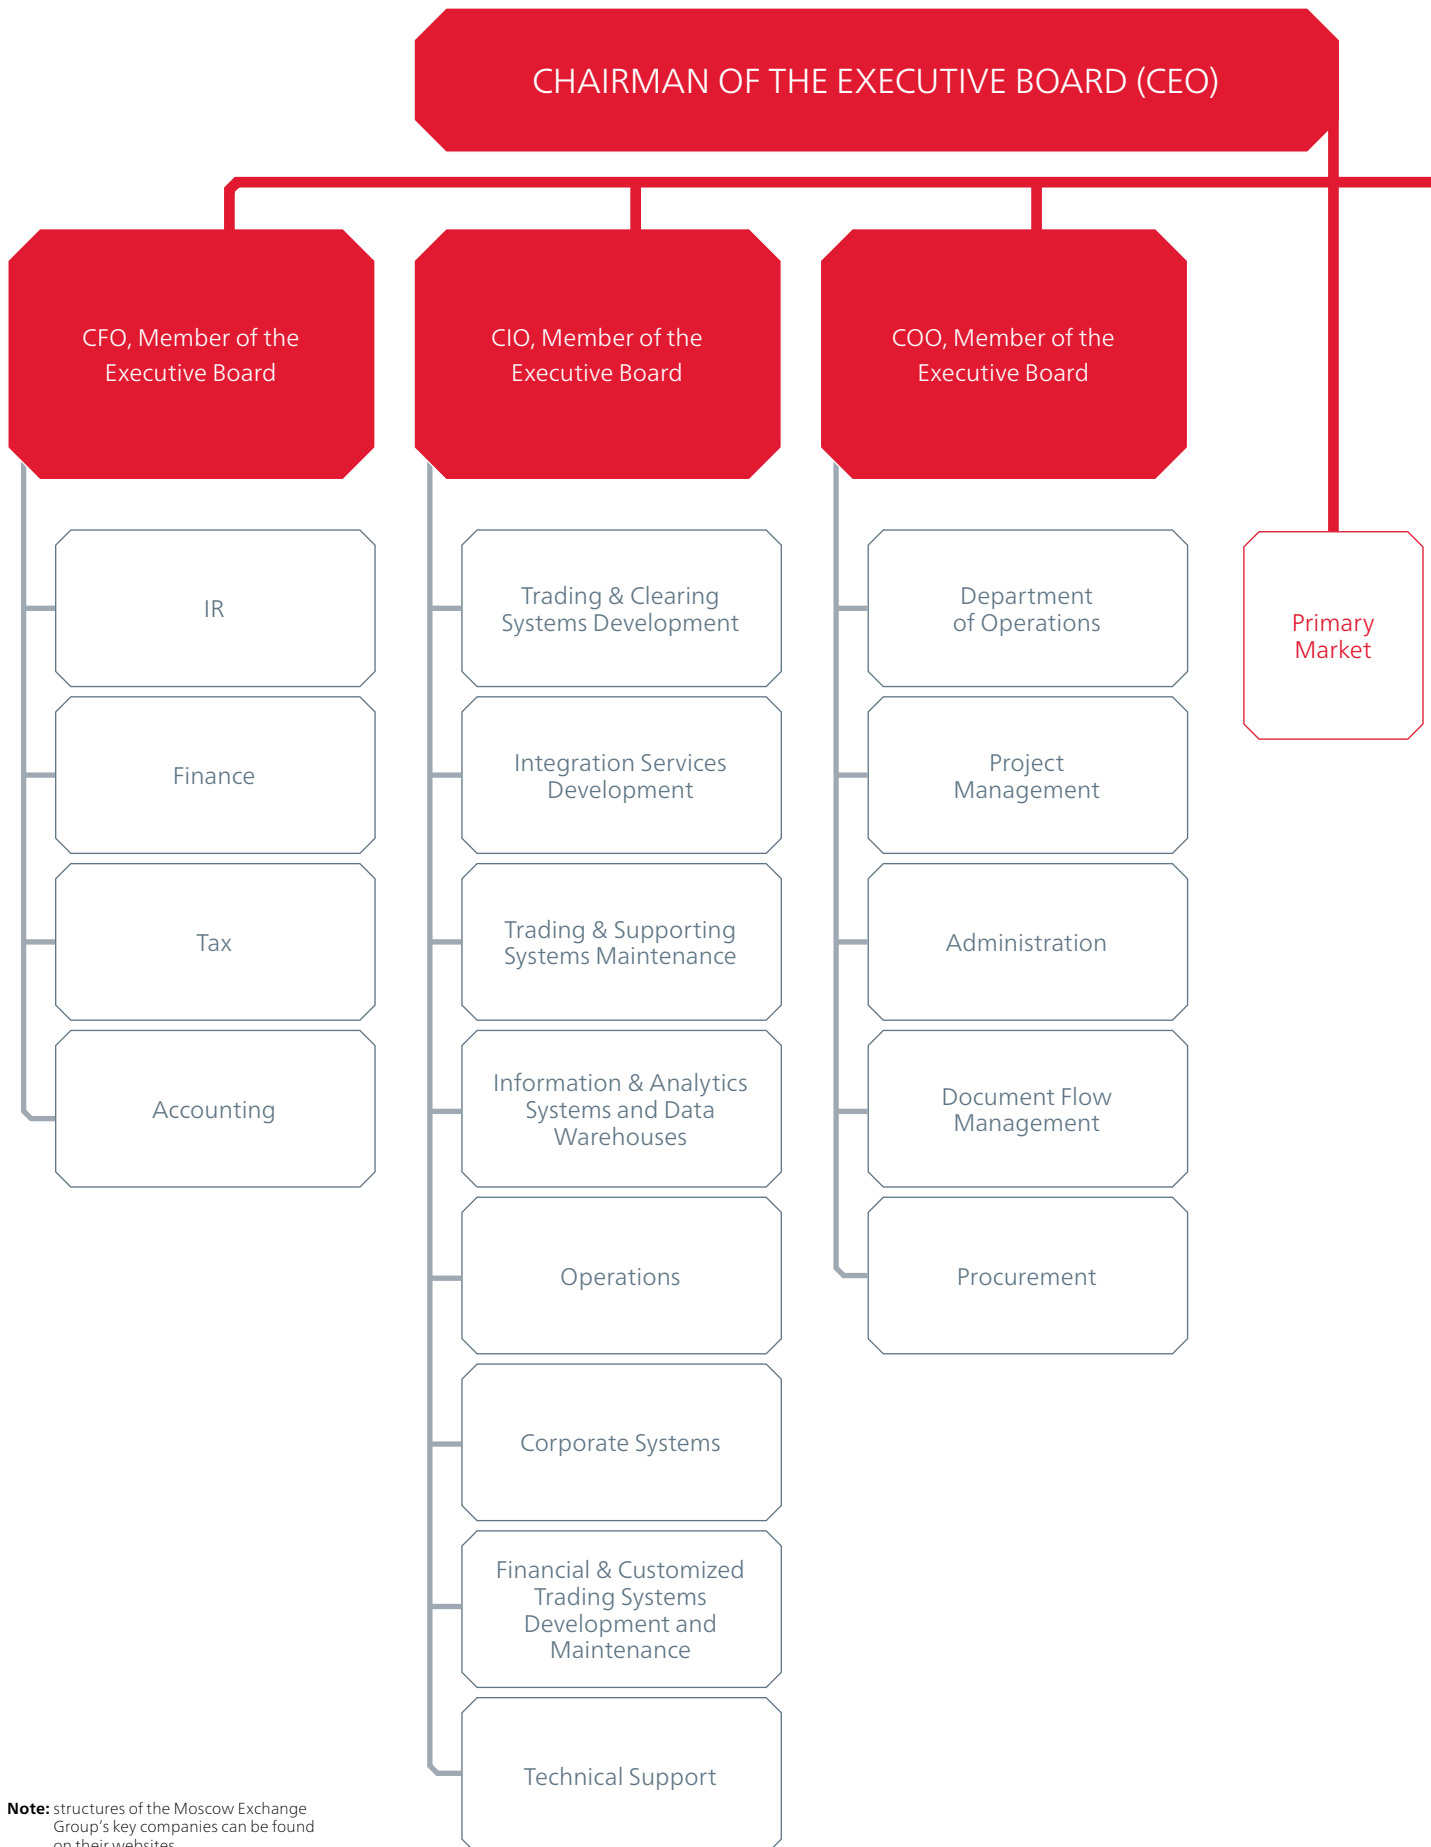 CHAIRMAN OF THE EXECUTIVE BOARD (CEO)
CFO, Member of the
Executive Board
IR
Finance
Tax
Accounting
CIO, Member of the
Executive Board
Trading & Clearing
Systems Development
Integration Services
Development
Trading & Supporting
Systems Maintenance
Information & Analytics
Systems and Data
Warehouses
Operations
Corporate Systems
Financial & Customized
Trading Systems
Development and
Maintenance
Technical Support
COO, Member of the
Executive Board
Department
of Operations
Project
Management
Administration
Document Flow
Management
Procurement
Primary
Market
Note: structures of the Moscow Exchange
Group's key companies can be found
on their websites